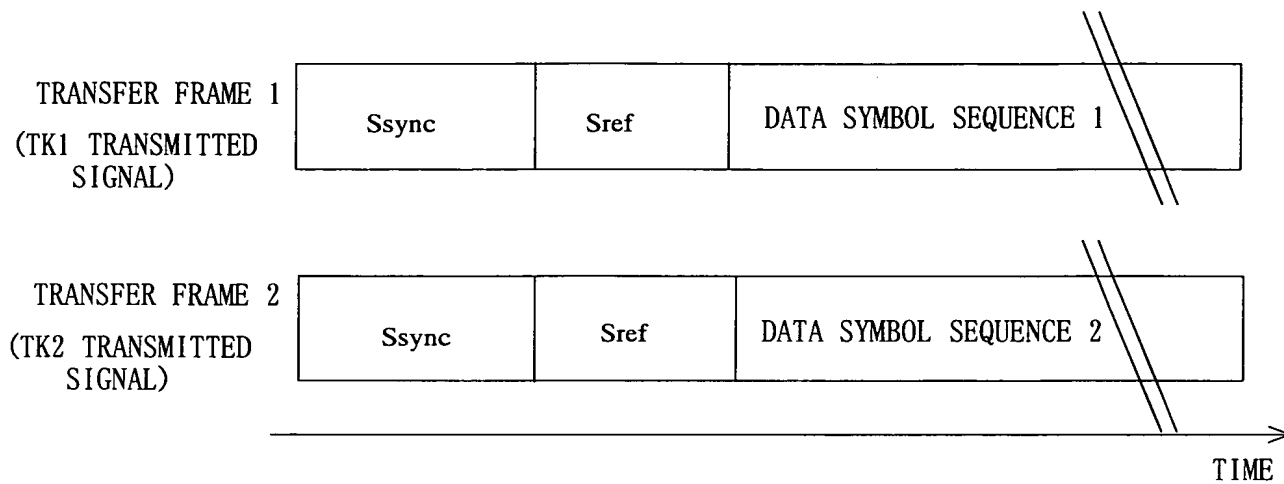 TRANSFER FRAME 1
(TK1 TRANSMITTED
SIGNAL)
Ssync
Sref
DATA SYMBOL SEQUENCE 1
TRANSFER FRAME 2
(TK2 TRANSMITTED
SIGNAL)
Ssync
Sref
DATA SYMBOL SEQUENCE 2
TIME